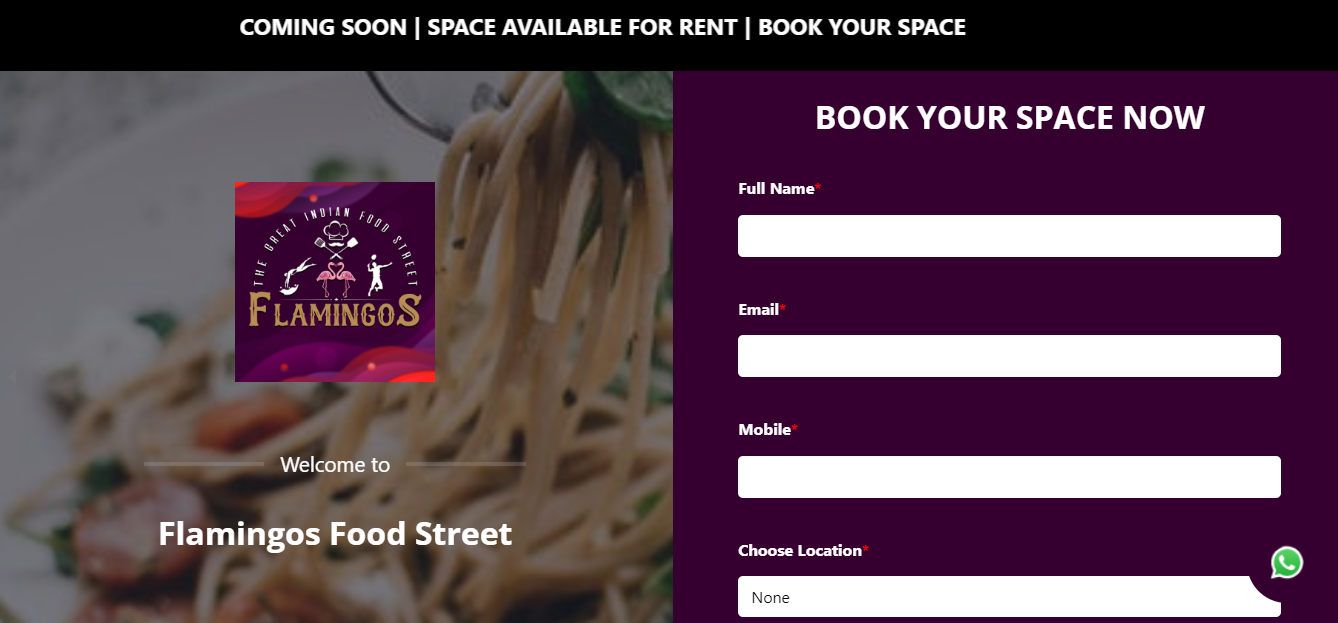 COMING SOON | SPACE AVAILABLE FOR RENT | BOOK YOUR SPACE
THE GREAT INDIAN FOOD STREET
FLAMINGOS
Welcome to
Flamingos Food Street
BOOK YOUR SPACE NOW
Full Name*
Email*
Mobile*
Choose Location*
None